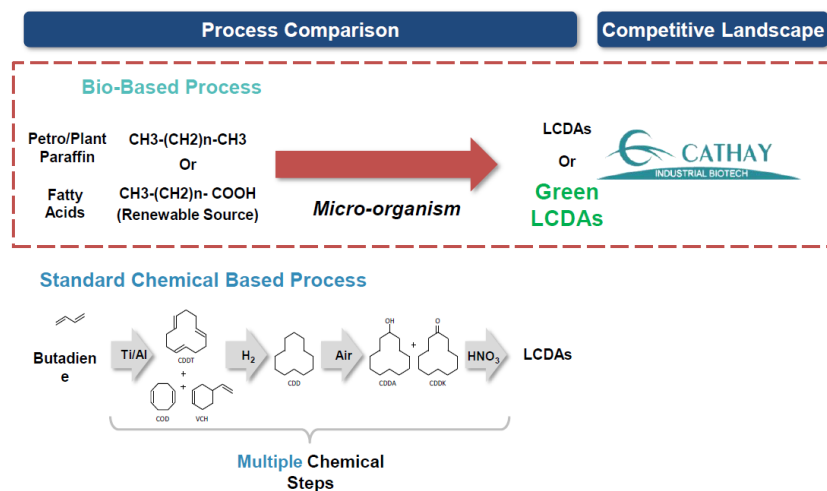 Process Comparison
Competitive Landscape
Bio-Based Process
Petro/Plant
Paraffin
CH3-(CH2)n-CH3
Or
Fatty
Acids
CH3-(CH2)n- COOH
(Renewable Source)
Micro-organism
LCDAs
Or
Green
LCDAs
CATHAY
INDUSTRIAL BIOTECH
Standard Chemical Based Process
Butadien
e
Ti/Al
CDDT
+
+
COD
VCH
H2
CDD
Air
OH
CDDA
+
O
CDDK
HNO3
LCDAs
Multiple Chemical
Steps